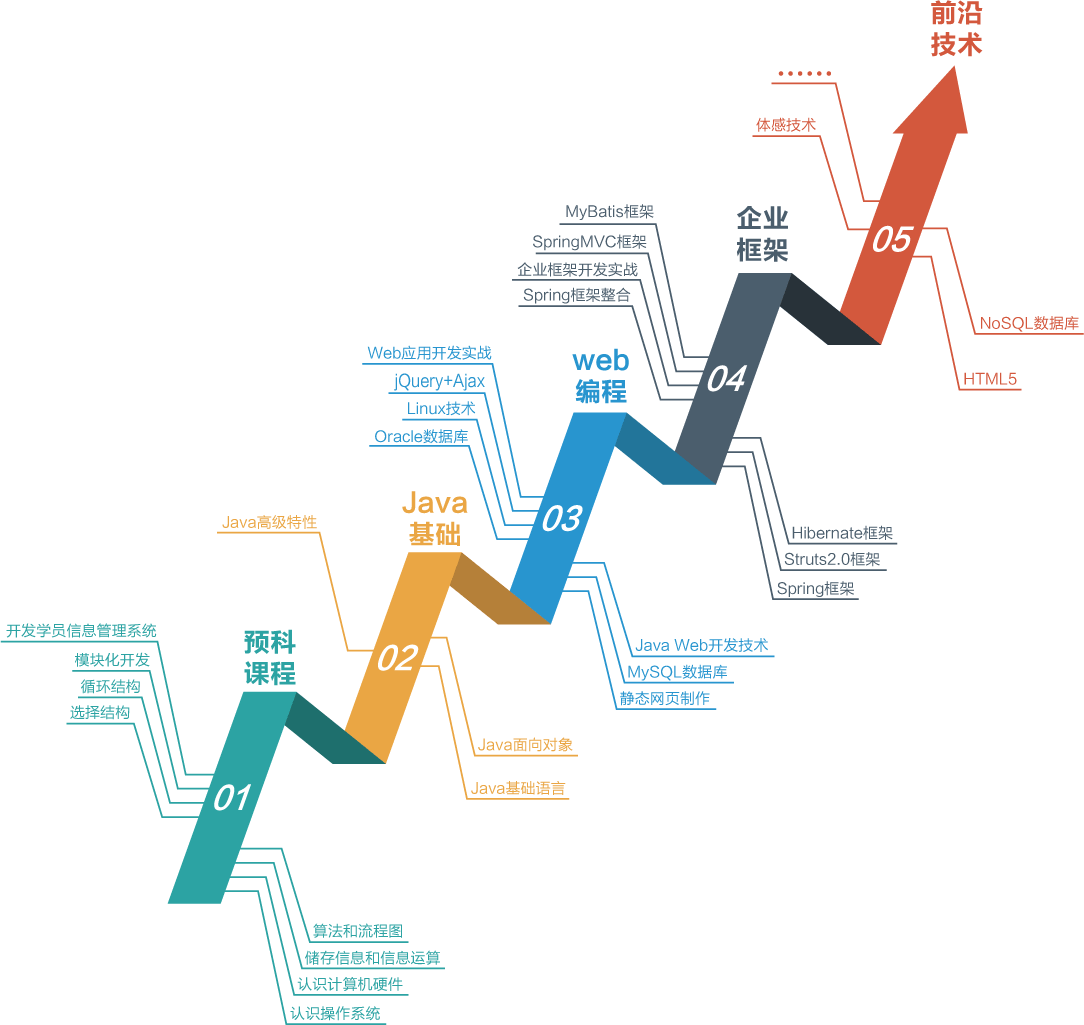 前沿
技术
••••••
体感技术
05
NoSQL数据库
HTML5
企业
框架
MyBatis框架
SpringMVC框架
企业框架开发实战
Spring框架整合
04
Hibernate框架
Struts2.0框架
Spring框架
web
编程
Web应用开发实战
jQuery+Ajax
Linux技术
Oracle数据库
03
Java Web开发技术
MySQL数据库
静态网页制作
Java
基础
Java高级特性
02
Java面向对象
Java基础语言
预科
课程
开发学员信息管理系统
模块化开发
循环结构
选择结构
01
算法和流程图
储存信息和信息运算
认识计算机硬件
认识操作系统